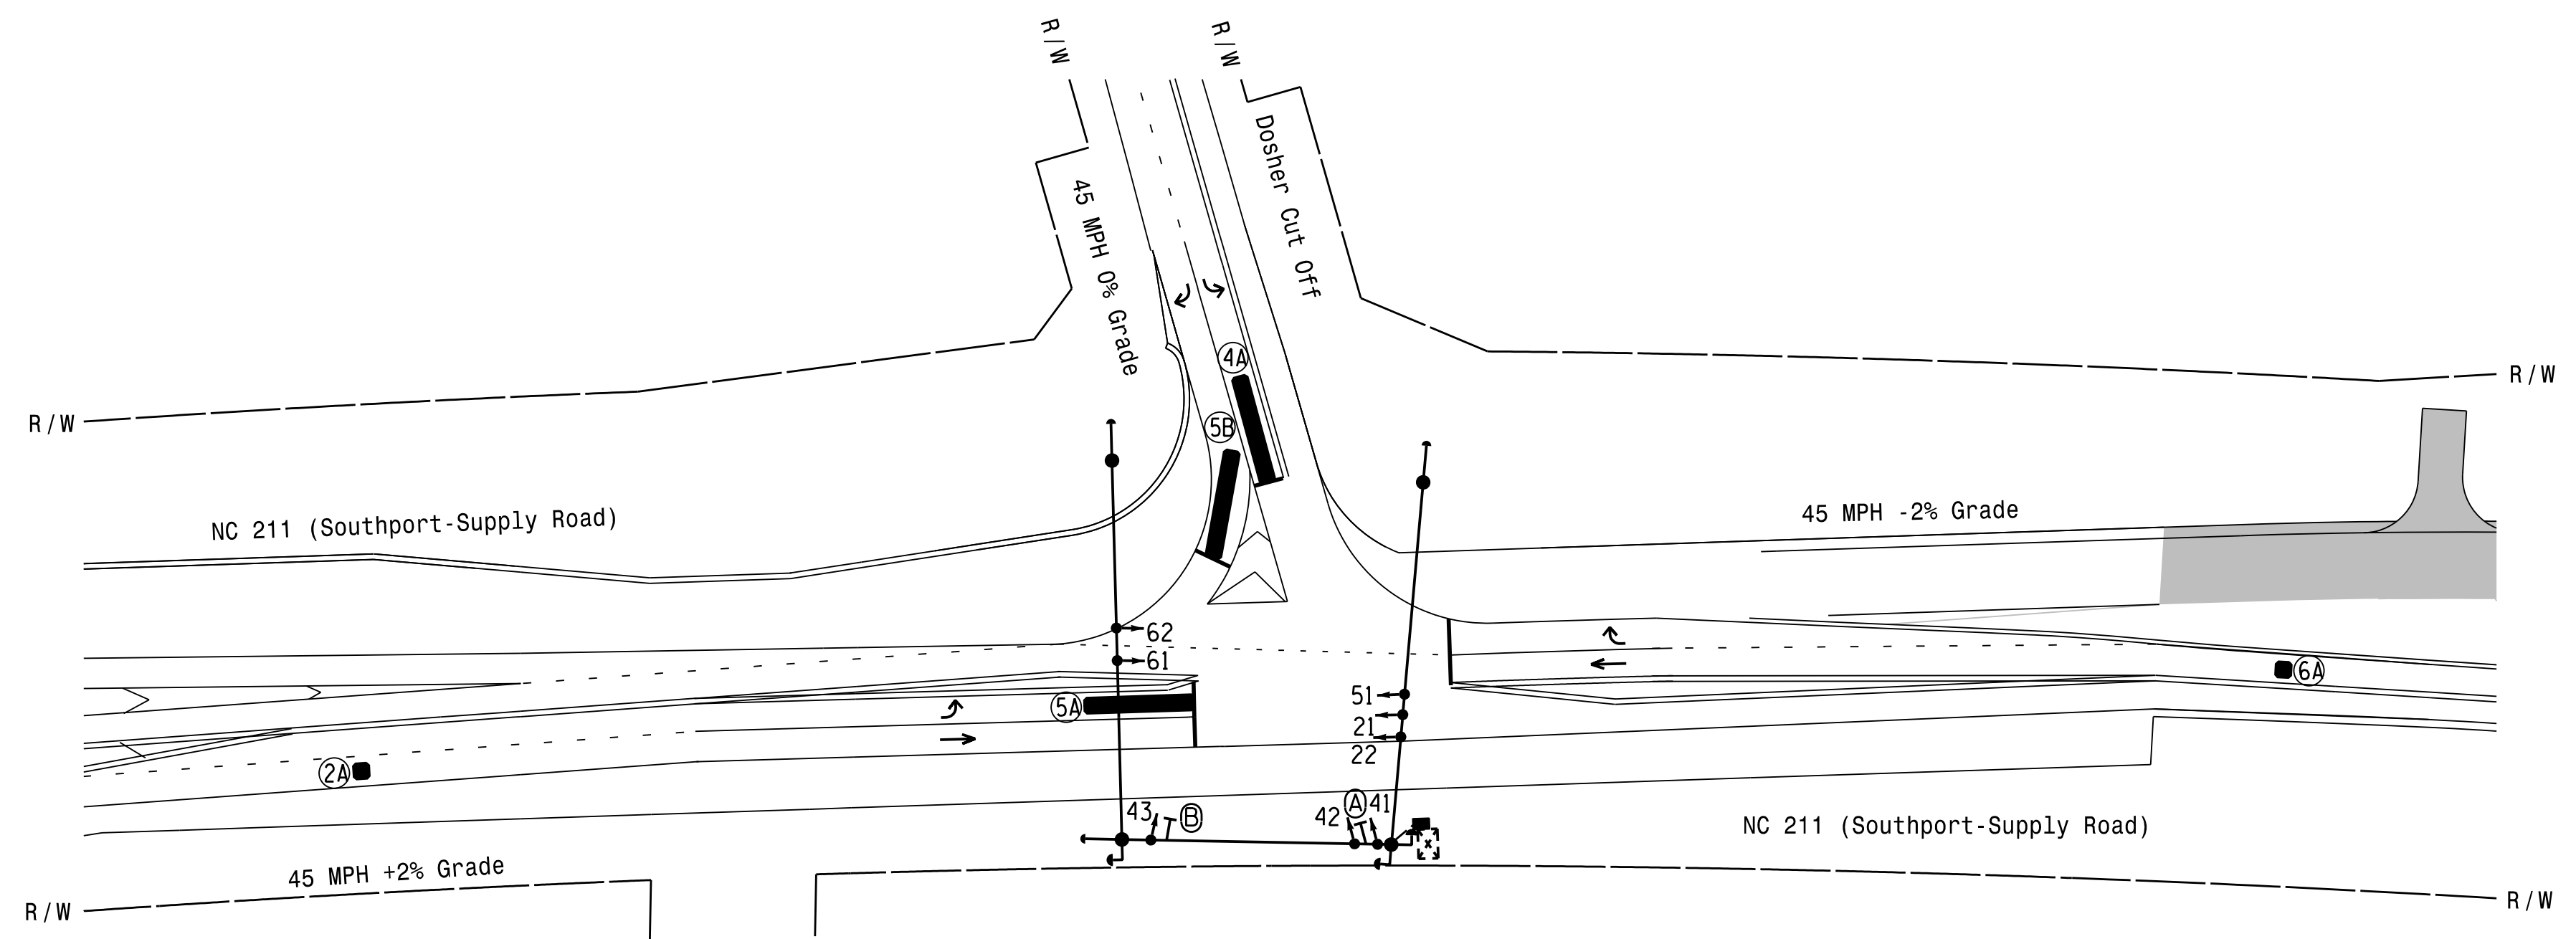 R/W
R/W
Dosher Cut Off
45 MPH 0% Grade
4A
R/W
R/W
5B
45 MPH -2% Grade
NC 211 (Southport-Supply Road)
62
61
6A
51
5A
21
22
2A
43
B
42
A
41
NC 211 (Southport-Supply Road)
45 MPH +2% Grade
R/W
R/W